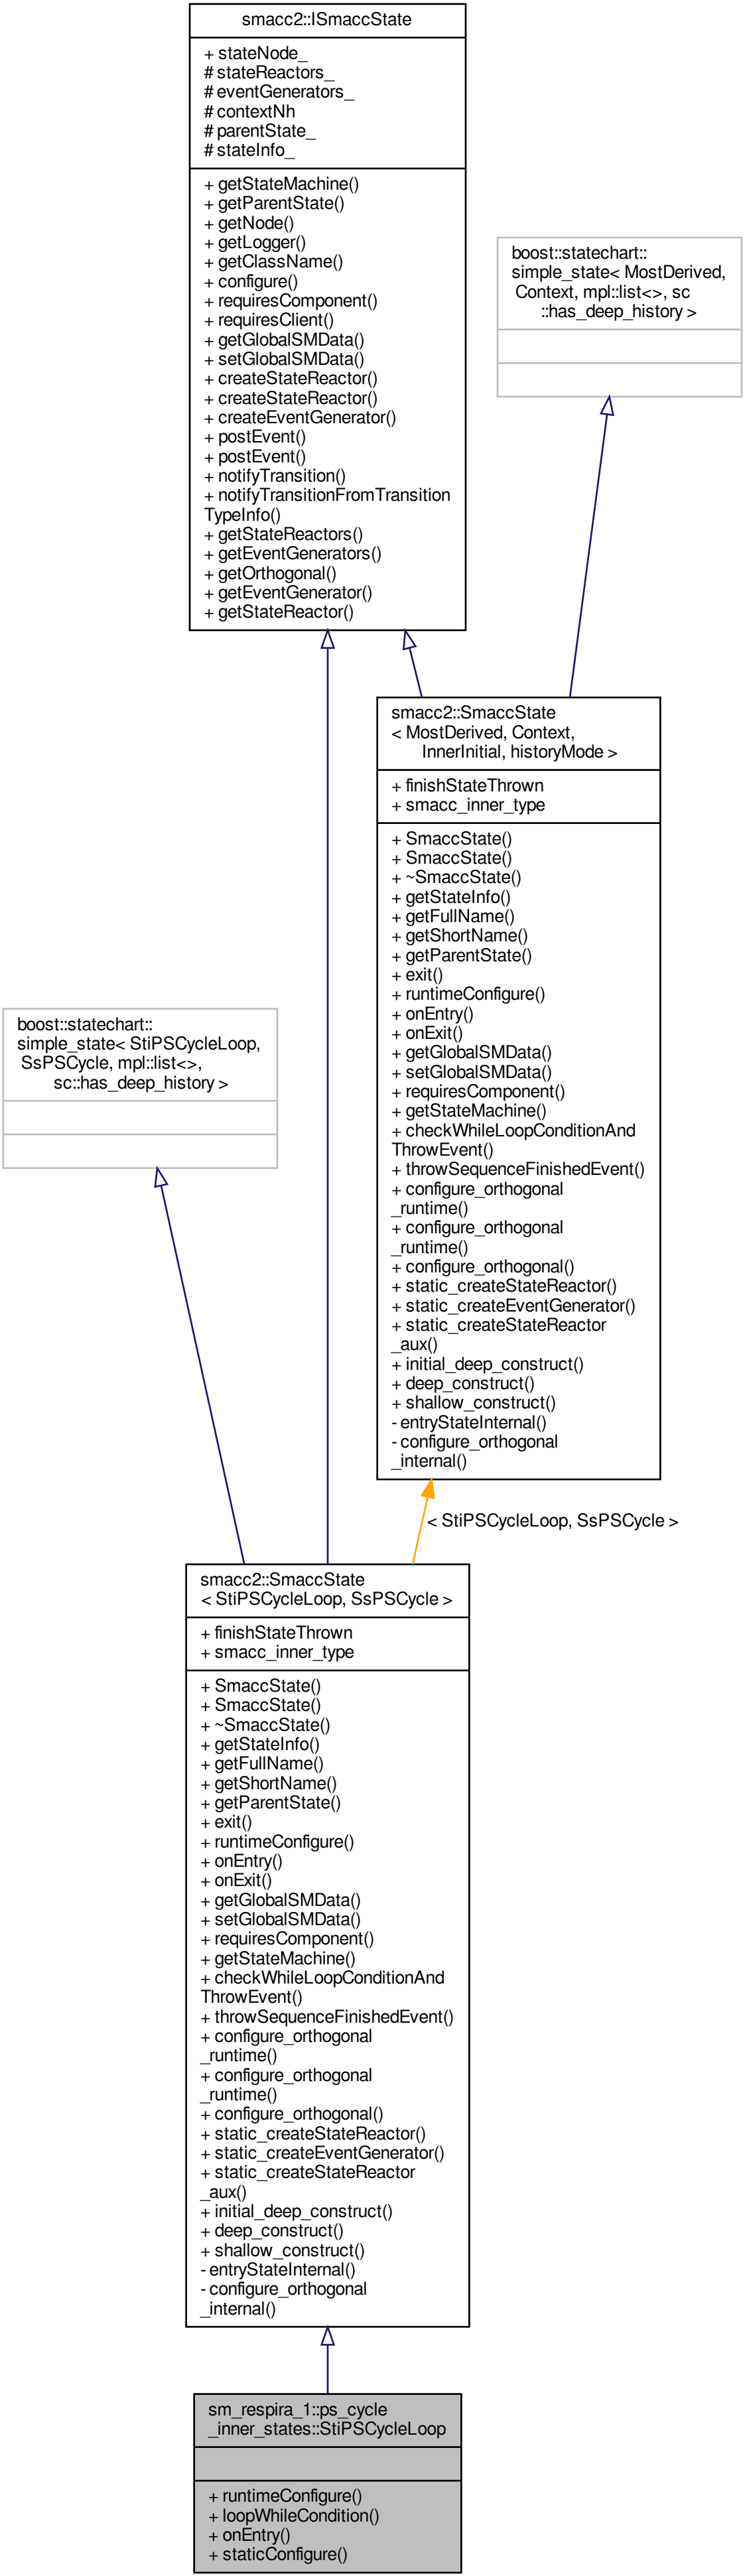 smacc2::ISmaccState
+ stateNode_
# stateReactors_
# eventGenerators_
# contextNh
# parentState_
# stateInfo_
+ getStateMachine()
+ getParentState()
+ getNode()
+ getLogger()
+ getClassName()
+ configure()
+ requiresComponent()
+ requiresClient()
+ getGlobalSMData()
+ setGlobalSMData()
+ createStateReactor()
+ createStateReactor()
+ createEventGenerator()
+ postEvent()
+ postEvent()
+ notifyTransition()
+ notifyTransitionFromTransition
TypeInfo()
+ getStateReactors()
+ getEventGenerators()
+ getOrthogonal()
+ getEventGenerator()
+ getStateReactor()
boost::statechart::
simple_state< MostDerived,
Context, mpl::list<>, sc
::has_deep_history >
smacc2::SmaccState
< MostDerived, Context,
InnerInitial, historyMode >
+ finishStateThrown
+ smacc_inner_type
+ SmaccState()
+ SmaccState()
+ ~SmaccState()
+ getStateInfo()
+ getFullName()
+ getShortName()
+ getParentState()
+ exit()
+ runtimeConfigure()
+ onEntry()
+ onExit()
+ getGlobalSMData()
+ setGlobalSMData()
+ requiresComponent()
+ getStateMachine()
+ checkWhileLoopConditionAnd
ThrowEvent()
+ throwSequenceFinishedEvent()
+ configure_orthogonal
_runtime()
+ configure_orthogonal
_runtime()
+ configure_orthogonal()
+ static_createStateReactor()
+ static_createEventGenerator()
+ static_createStateReactor
_aux()
+ initial_deep_construct()
+ deep_construct()
+ shallow_construct()
- entryStateInternal()
- configure_orthogonal
_internal()
boost::statechart::
simple_state< StiPSCycleLoop,
SsPSCycle, mpl::list<>,
sc::has_deep_history >
< StiPSCycleLoop, SsPSCycle >
smacc2::SmaccState
< StiPSCycleLoop, SsPSCycle >
+ finishStateThrown
+ smacc_inner_type
+ SmaccState()
+ SmaccState()
+ ~SmaccState()
+ getStateInfo()
+ getFullName()
+ getShortName()
+ getParentState()
+ exit()
+ runtimeConfigure()
+ onEntry()
+ onExit()
+ getGlobalSMData()
+ setGlobalSMData()
+ requiresComponent()
+ getStateMachine()
+ checkWhileLoopConditionAnd
ThrowEvent()
+ throwSequenceFinishedEvent()
+ configure_orthogonal
_runtime()
+ configure_orthogonal
_runtime()
+ configure_orthogonal()
+ static_createStateReactor()
+ static_createEventGenerator()
+ static_createStateReactor
_aux()
+ initial_deep_construct()
+ deep_construct()
+ shallow_construct()
- entryStateInternal()
- configure_orthogonal
_internal()
sm_respira_1::ps_cycle
_inner_states::StiPSCycleLoop
+ runtimeConfigure()
+ loopWhileCondition()
+ onEntry()
+ staticConfigure()